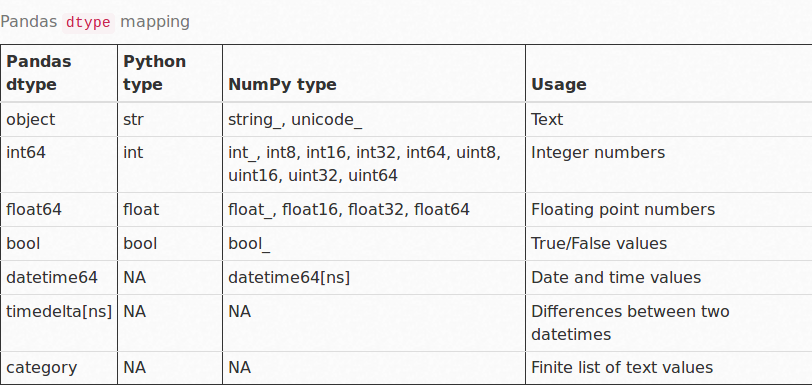 Pandas dtype mapping
Pandas dtype Python type NumPy type Usage
object str string_, unicode_ Text
int64 int int_, int8, int16, int32, int64, uint8, uint16, uint32, uint64 Integer numbers
float64 float float_, float16, float32, float64 Floating point numbers
bool bool bool_ True/False values
datetime64 NA datetime64[ns] Date and time values
timedelta[ns] NA NA Differences between two datetimes
category NA NA Finite list of text values